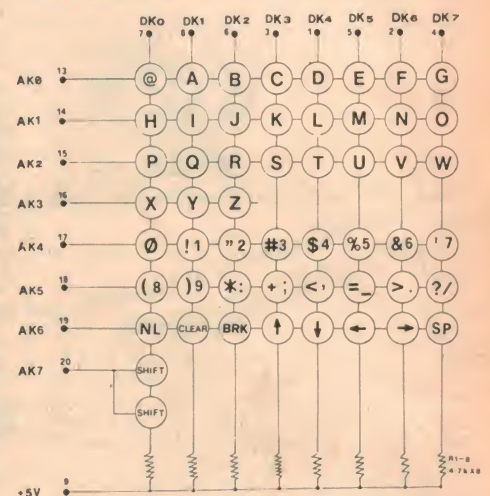 DK0 DK1 DK2 DK3 DK4 DK5 DK6 DK7
7 8 6 3 1 5 2 4
AK0 13 @ A B C D E F G
AK1 14 H I J K L M N O
AK2 15 P Q R S T U V W
AK3 16 X Y Z
AK4 17 Ø !1 "2 #3 $4 %5 &6 '7
AK5 18 (8 )9 *: +; <, =_ >. ?/
AK6 19 NL CLEAR BRK ↑ ↓ ← → SP
AK7 20 SHIFT
SHIFT
R1-8
4.7k X8
+5V 9